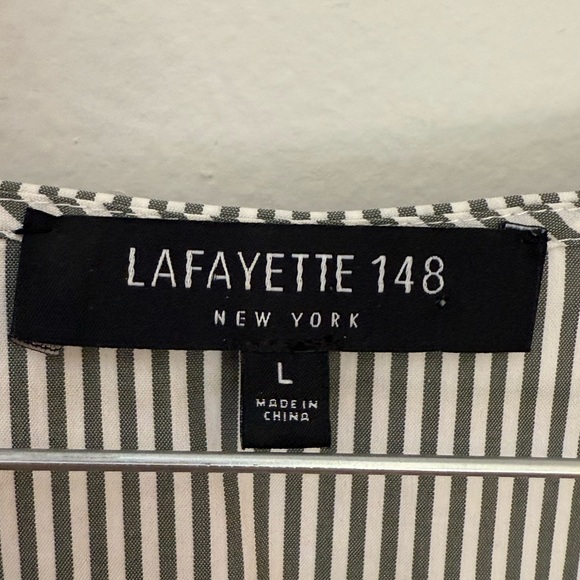 LAFAYETTE 148
NEW YORK
L
MADE IN
CHINA